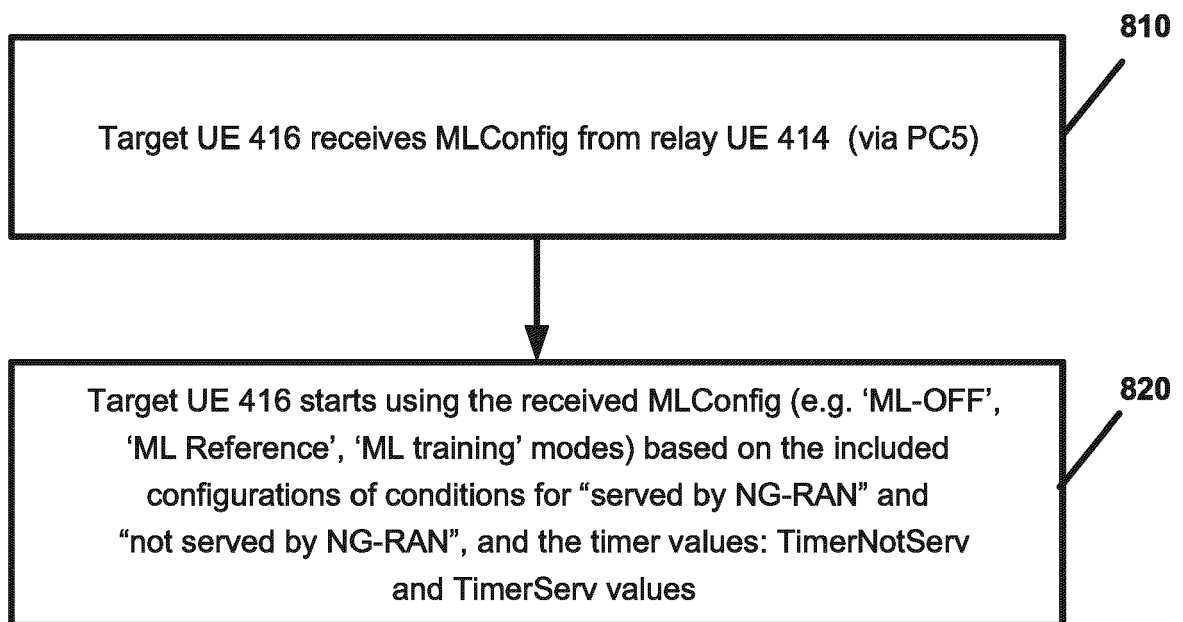 810
Target UE 416 receives MLConfig from relay UE 414 (via PC5)
820
Target UE 416 starts using the received MLConfig (e.g. ‘ML-OFF’,
‘ML Reference’, ‘ML training’ modes) based on the included
configurations of conditions for “served by NG-RAN” and
“not served by NG-RAN”, and the timer values: TimerNotServ
and TimerServ values